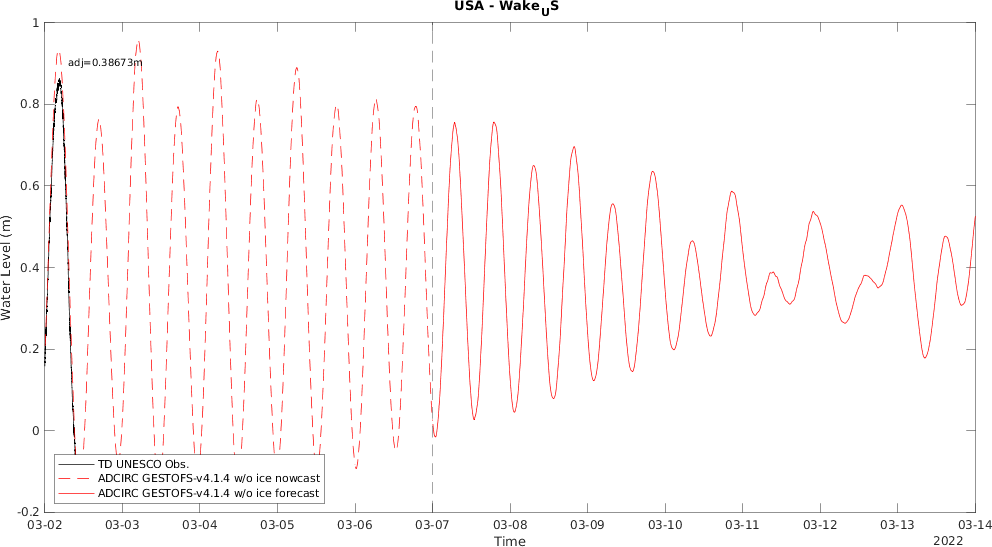 USA - WakeUS
adj=0.38673m
Water Level (m)
1
0.8
0.6
0.4
0.2
0
-0.2
TD UNESCO Obs.
ADCIRC GESTOFS-v4.1.4 w/o ice nowcast
ADCIRC GESTOFS-v4.1.4 w/o ice forecast
03-02 03-03 03-04 03-05 03-06 03-07 03-08 03-09 03-10 03-11 03-12 03-13 03-14
Time
2022